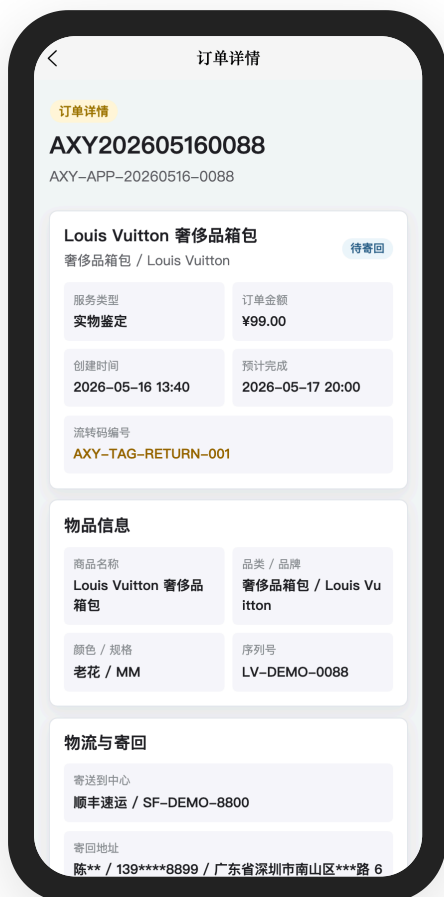 订单详情
订单详情
AXY202605160088
AXY-APP-20260516-0088
Louis Vuitton 奢侈品箱包
奢侈品箱包 / Louis Vuitton
待寄回
服务类型
实物鉴定
订单金额
¥99.00
创建时间
2026-05-16 13:40
预计完成
2026-05-17 20:00
流转码编号
AXY-TAG-RETURN-001
物品信息
商品名称
Louis Vuitton 奢侈品
箱包
品类 / 品牌
奢侈品箱包 / Louis Vu
itton
颜色 / 规格
老花 / MM
序列号
LV-DEMO-0088
物流与寄回
寄送到中心
顺丰速运 / SF-DEMO-8800
寄回地址
陈** / 139****8899 / 广东省深圳市南山区***路 6